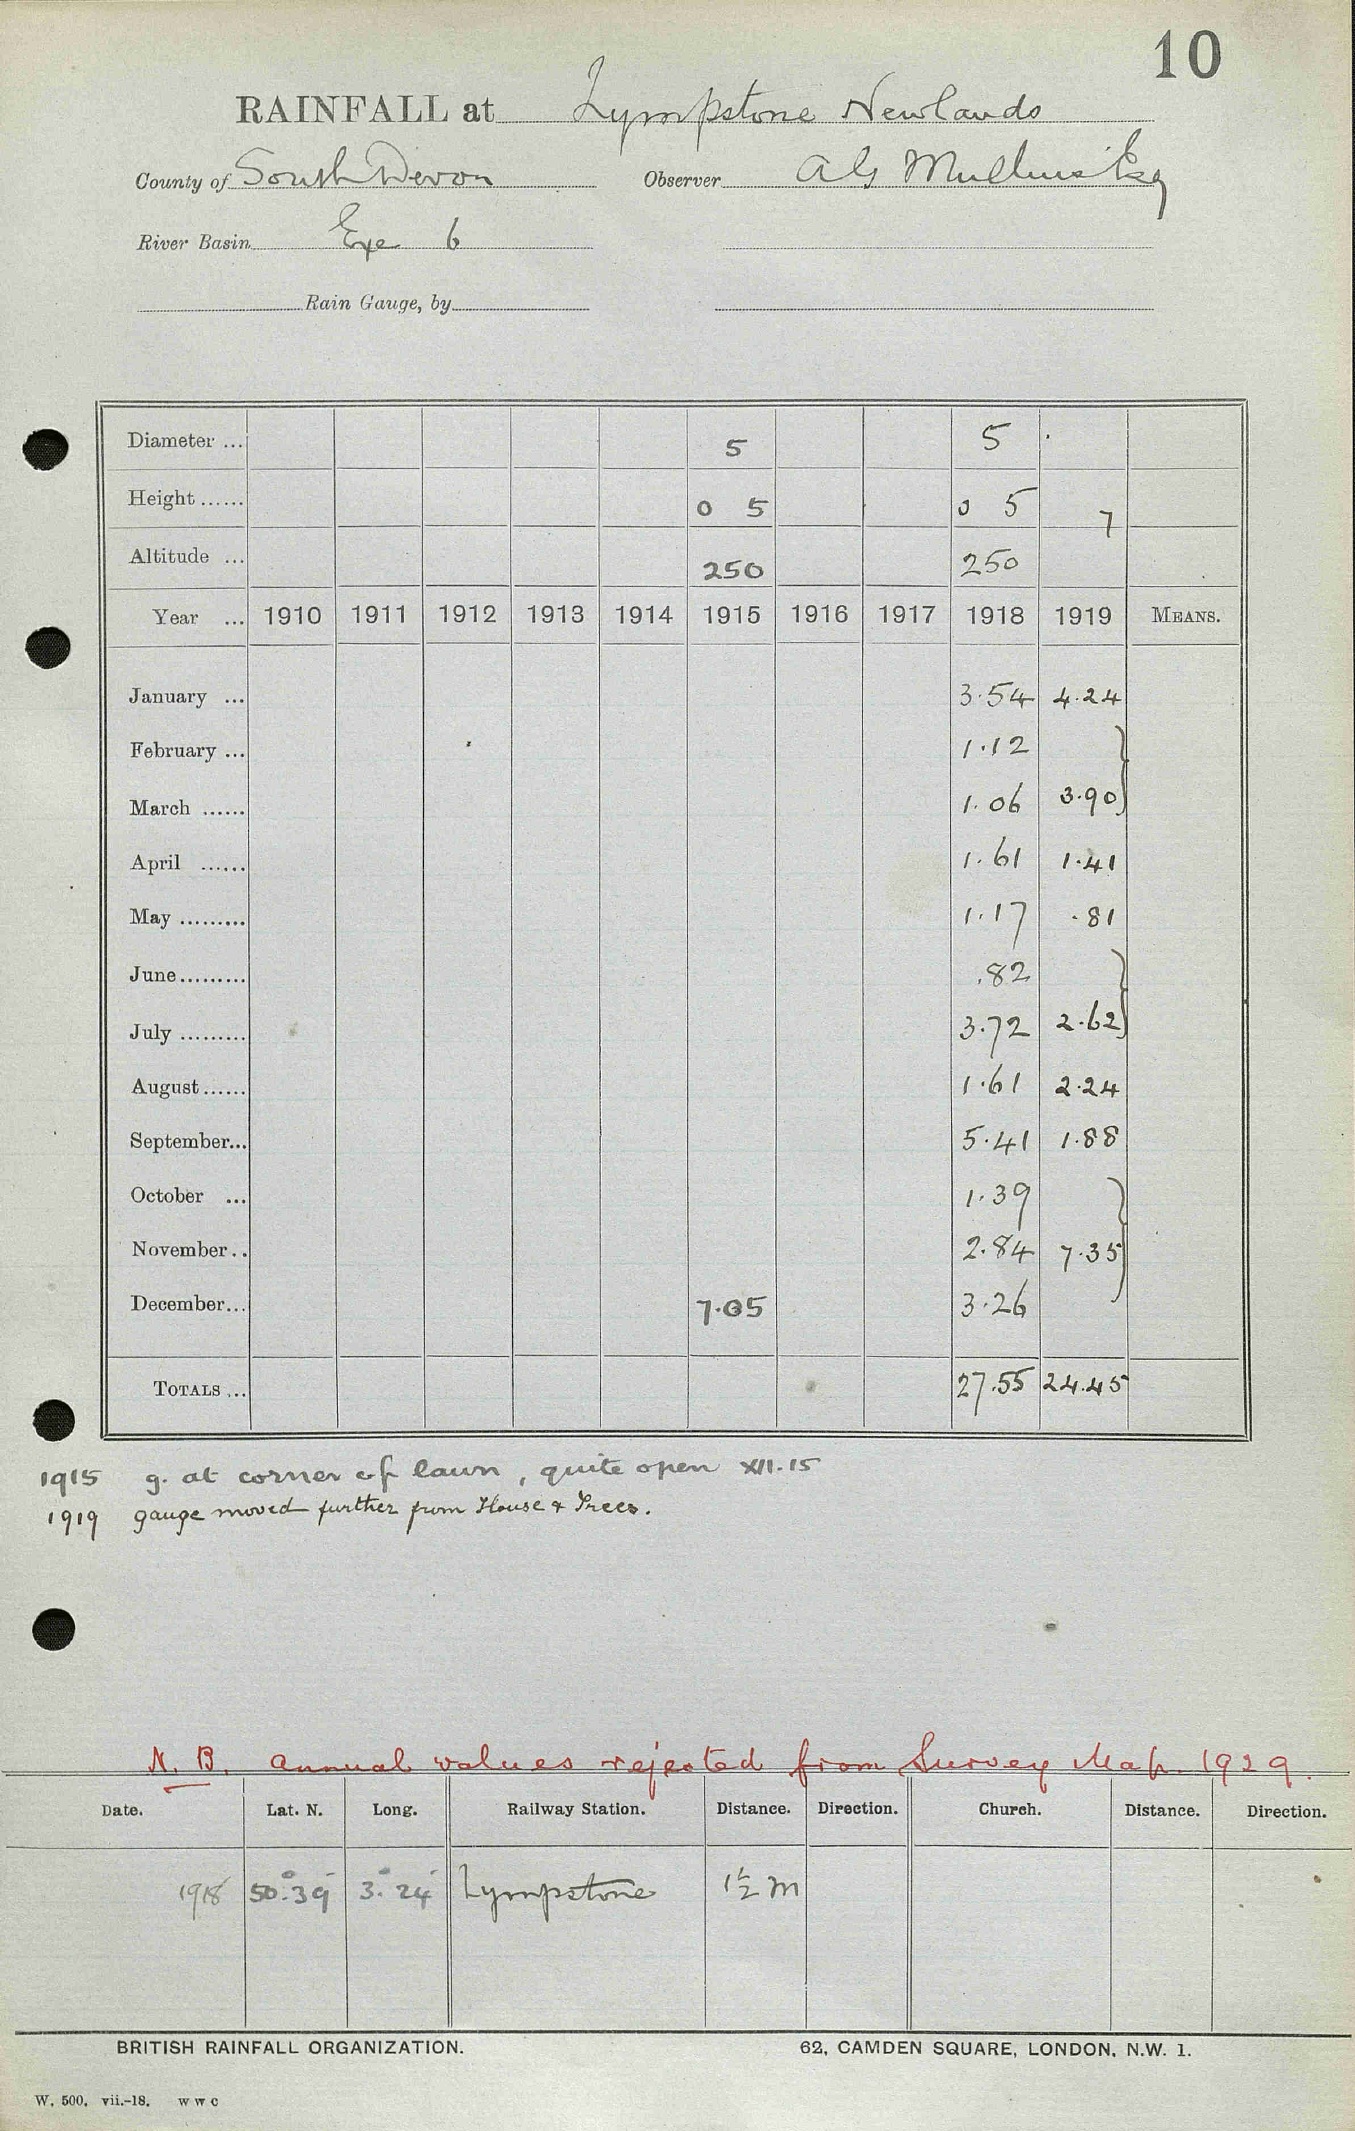 10
RAINFALL at Lympstone Newlands
County of South Devon Observer A G Mullins Esq
River Basin Exe 6
Rain Gauge, by
Diameter ... 5 5
Height ...... 0 5 0 5 7
Altitude ... 250 250
Year ... 1910 1911 1912 1913 1914 1915 1916 1917 1918 1919 MEANS.
January ... 3.54 4.24
February ... 1.12 }
March ...... 1.06 3.90
April ...... 1.61 1.41
May ......... 1.17 .81
June ......... .82 }
July ......... 3.72 2.62
August ...... 1.61 2.24
September... 5.41 1.88
October ... 1.39 }
November .. 2.84 7.35
December... 7.05 3.26
TOTALS ... 27.55 24.45
1915 g. at corner of lawn, quite open XII.15
1919 gauge moved further from House & Trees.
N.B. Annual values rejected from Survey Map 1929.
Date. Lat. N. Long. Railway Station. Distance. Direction. Church. Distance. Direction.
1918 50°.39' 3°.24' Lympstone 1½ m
BRITISH RAINFALL ORGANIZATION. 62, CAMDEN SQUARE, LONDON, N.W. 1.
W. 500. vii.-18. w w c